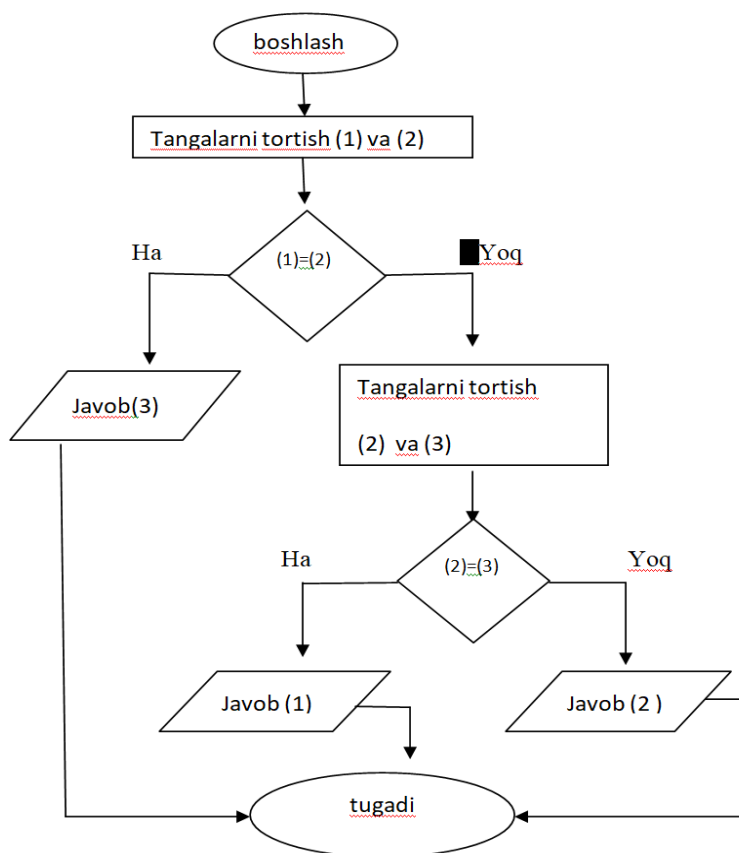 boshlash
Tangalarni tortish (1) va (2)
Ha
(1)=(2)
Yoq
Javob(3)
Tangalarni tortish
(2) va (3)
Ha
(2)=(3)
Yoq
Javob (1)
Javob (2 )
tugadi